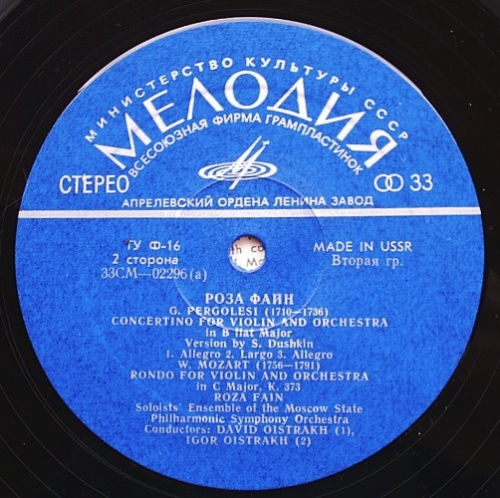 МИНИСТЕРСТВО КУЛЬТУРЫ СССР
МЕЛОДИЯ
ВСЕСОЮЗНАЯ ФИРМА ГРАМПЛАСТИНОК
СТЕРЕО 33
АПРЕЛЕВСКИЙ ОРДЕНА ЛЕНИНА ЗАВОД
ТУ Ф-16 MADE IN USSR
2 сторона Вторая гр.
33СМ—02296(а)
РОЗА ФАЙН
G. PERGOLESI (1710—1736)
CONCERTINO FOR VIOLIN AND ORCHESTRA
in B flat Major
Version by S. Dushkin
1. Allegro 2. Largo 3. Allegro
W. MOZART (1756—1791)
RONDO FOR VIOLIN AND ORCHESTRA
in C Major, K. 373
ROZA FAIN
Soloists' Ensemble of the Moscow State
Philharmonic Symphony Orchestra
Conductors: DAVID OISTRAKH (1),
IGOR OISTRAKH (2)